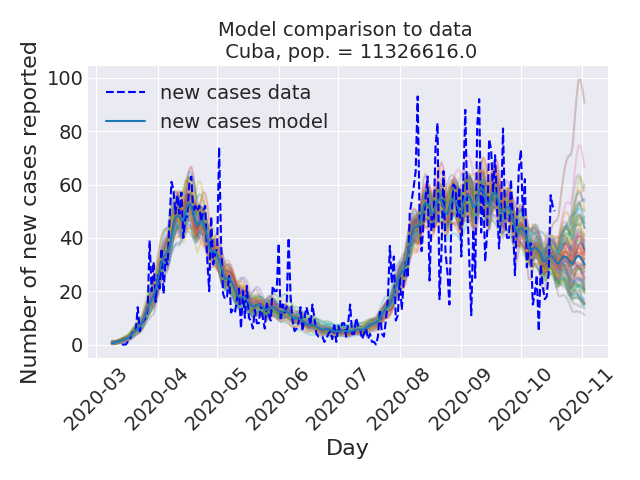 Model comparison to data
Cuba, pop. = 11326616.0
Number of new cases reported
100
80
60
40
20
0
new cases data
new cases model
2020-03
2020-04
2020-05
2020-06
2020-07
2020-08
2020-09
2020-10
2020-11
Day